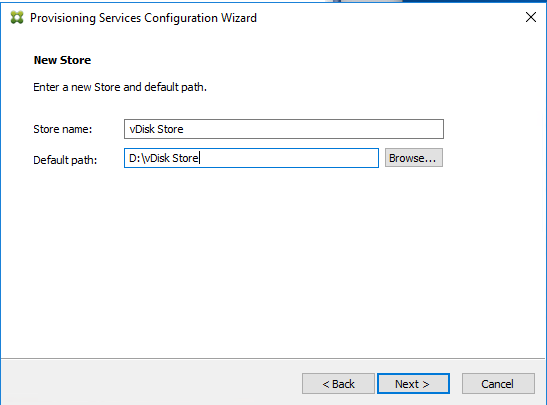 Provisioning Services Configuration Wizard
New Store
Enter a new Store and default path.
Store name: vDisk Store
Default path: D:\vDisk Store Browse...
< Back Next > Cancel